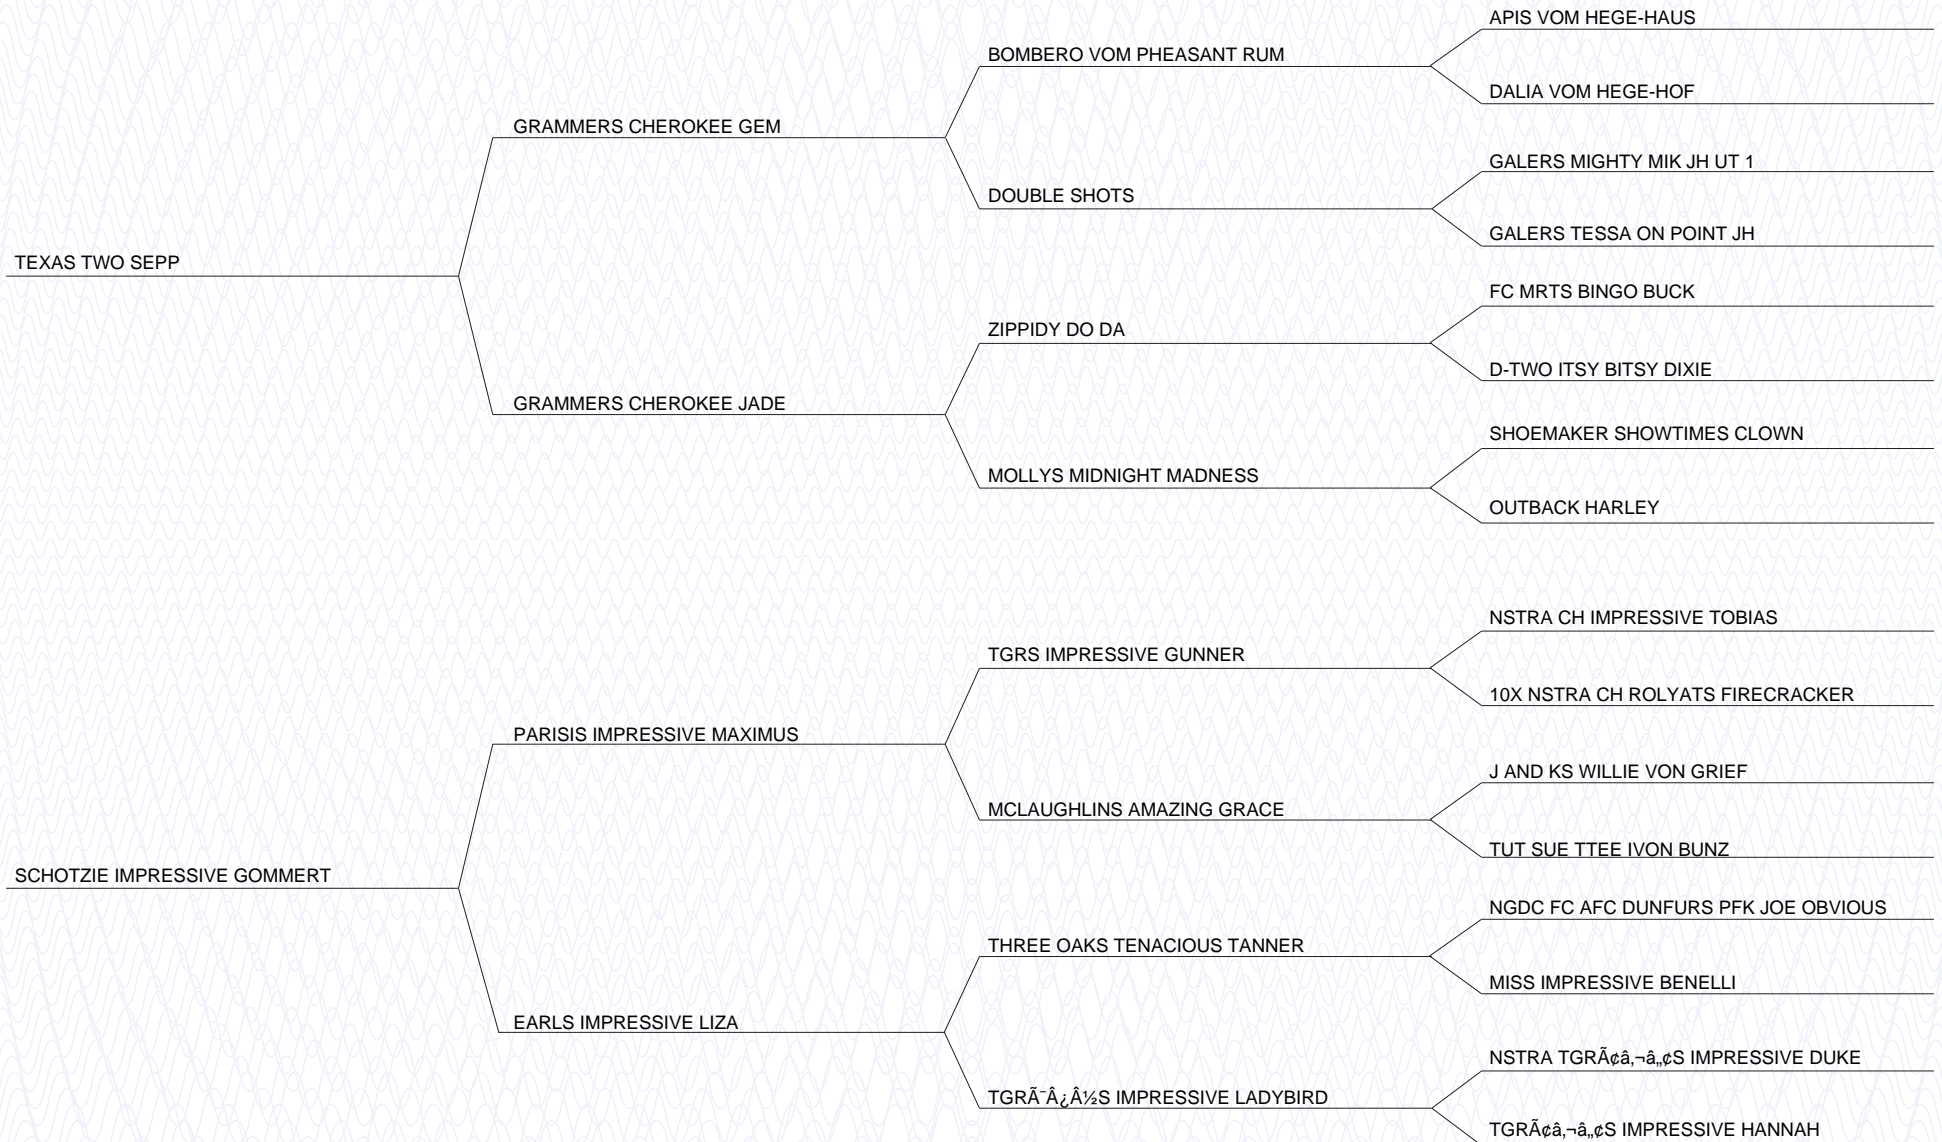 APIS VOM HEGE-HAUS
BOMBERO VOM PHEASANT RUM
DALIA VOM HEGE-HOF
GRAMMERS CHEROKEE GEM
GALERS MIGHTY MIK JH UT 1
DOUBLE SHOTS
GALERS TESSA ON POINT JH
TEXAS TWO SEPP
FC MRTS BINGO BUCK
ZIPPIDY DO DA
D-TWO ITSY BITSY DIXIE
GRAMMERS CHEROKEE JADE
SHOEMAKER SHOWTIMES CLOWN
MOLLYS MIDNIGHT MADNESS
OUTBACK HARLEY
NSTRA CH IMPRESSIVE TOBIAS
TGRS IMPRESSIVE GUNNER
10X NSTRA CH ROLYATS FIRECRACKER
PARISIS IMPRESSIVE MAXIMUS
J AND KS WILLIE VON GRIEF
MCLAUGHLINS AMAZING GRACE
TUT SUE TTEE IVON BUNZ
SCHOTZIE IMPRESSIVE GOMMERT
NGDC FC AFC DUNFURS PFK JOE OBVIOUS
THREE OAKS TENACIOUS TANNER
MISS IMPRESSIVE BENELLI
EARLS IMPRESSIVE LIZA
NSTRA TGRÃ¢â‚¬â„¢S IMPRESSIVE DUKE
TGRÃ¯Â¿Â½S IMPRESSIVE LADYBIRD
TGRÃ¢â‚¬â„¢S IMPRESSIVE HANNAH